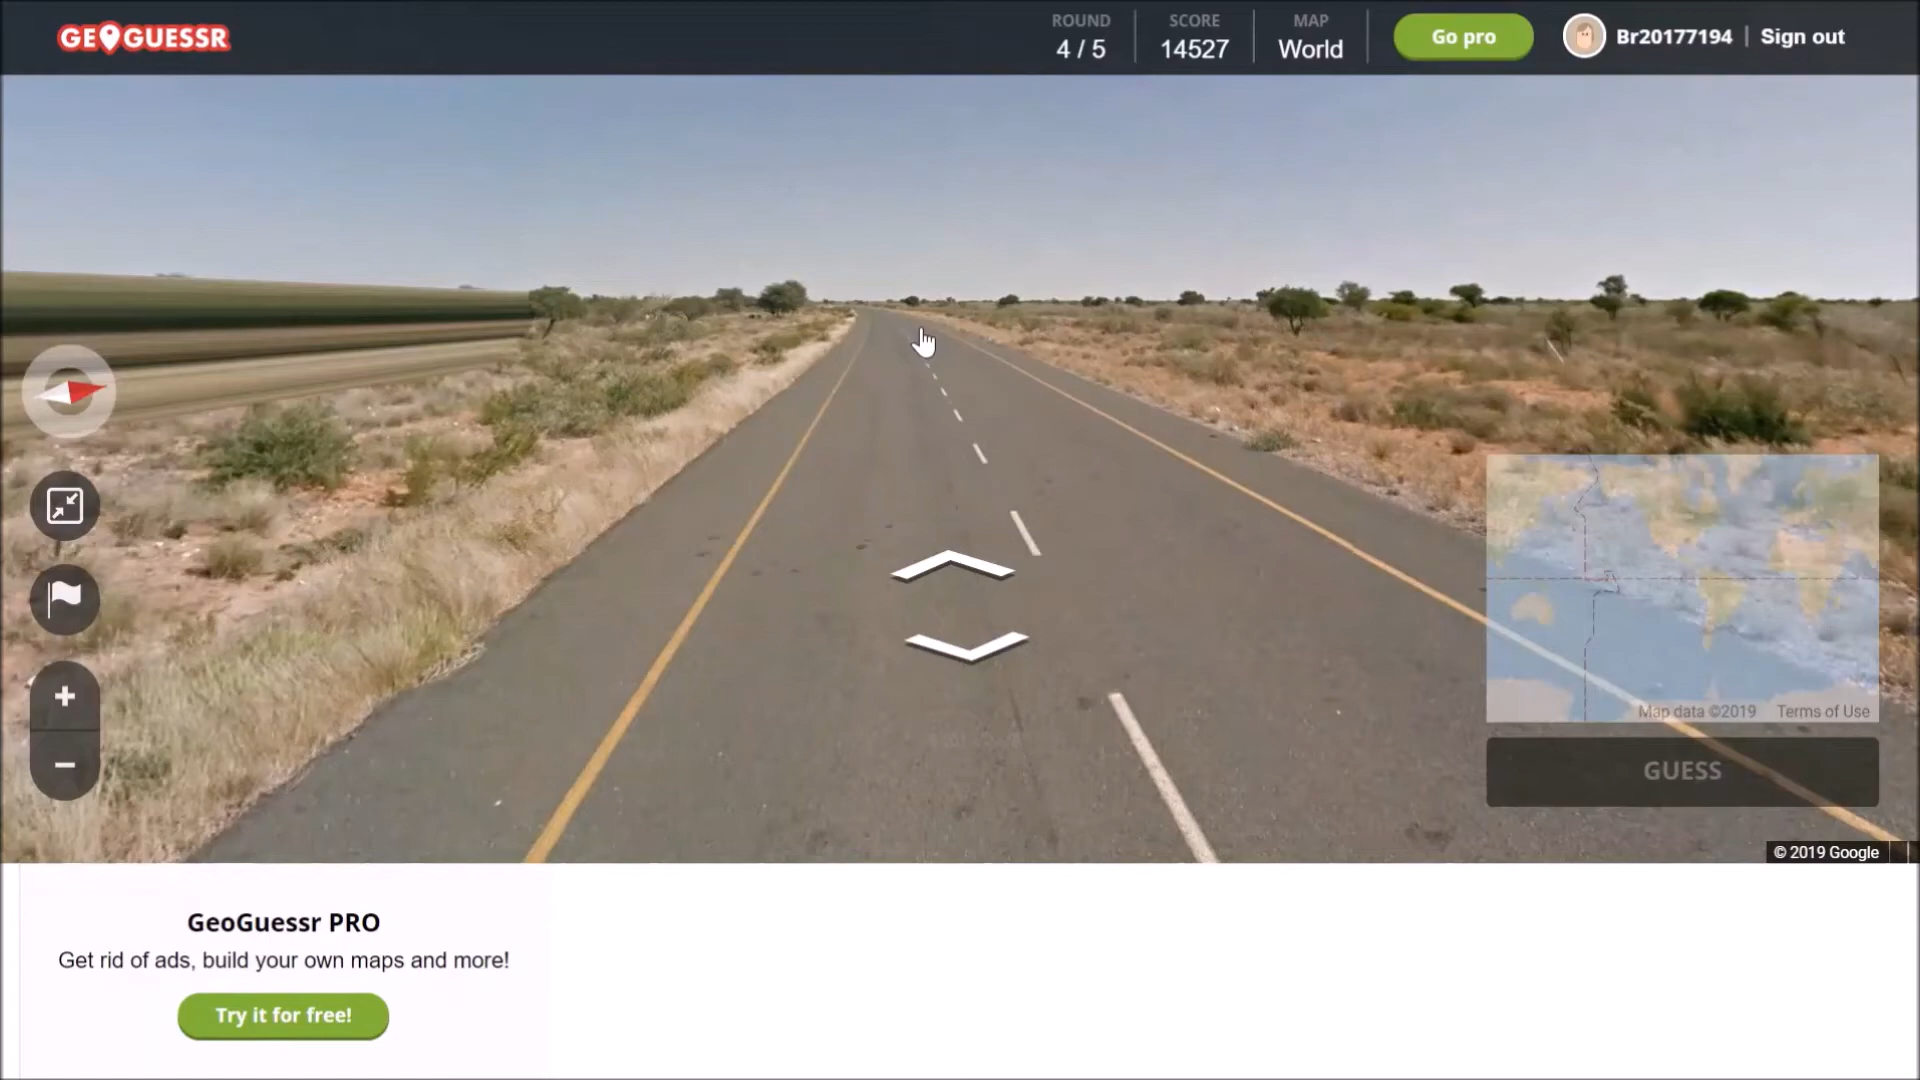 GEOGUESSR
ROUND
4 / 5
SCORE
14527
MAP
World
Go pro
Br20177194 | Sign out
Map data ©2019 Terms of Use
GUESS
© 2019 Google
GeoGuessr PRO
Get rid of ads, build your own maps and more!
Try it for free!